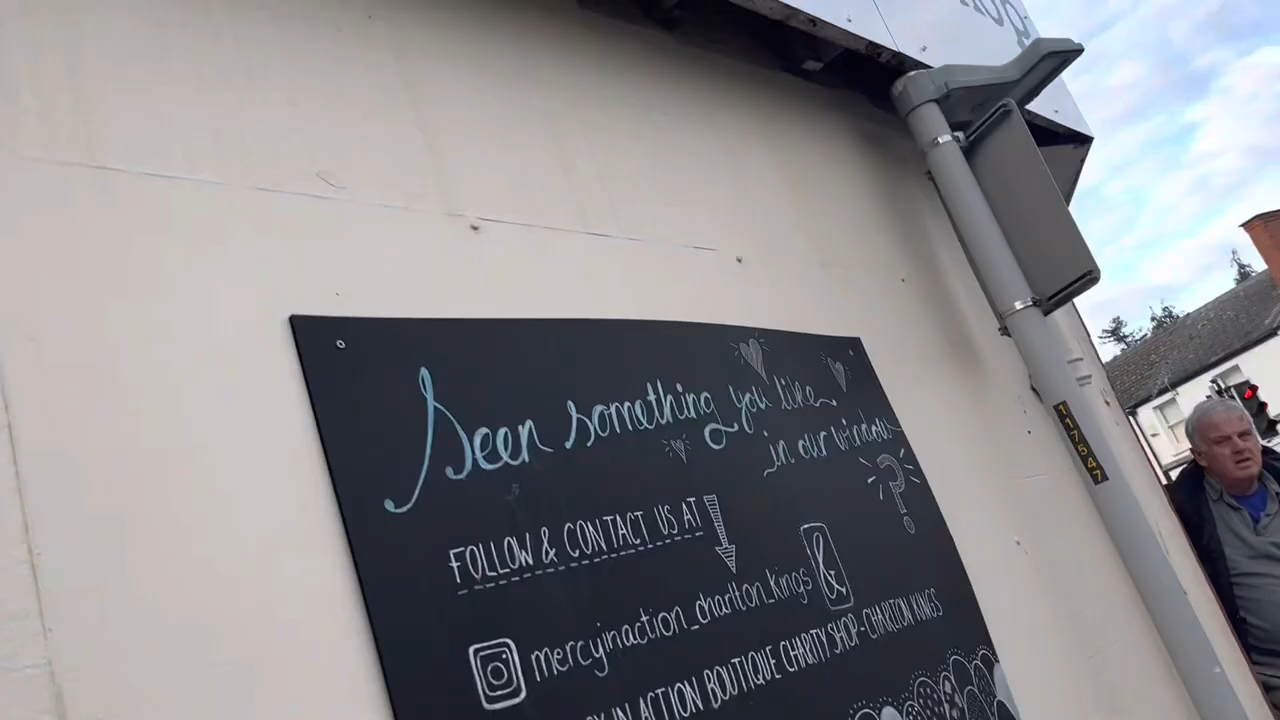 Seen something you like
in our window
?
FOLLOW & CONTACT US AT
mercyinaction_charlton_kings &
IN ACTION BOUTIQUE CHARITY SHOP - CHARLTON KINGS
117547